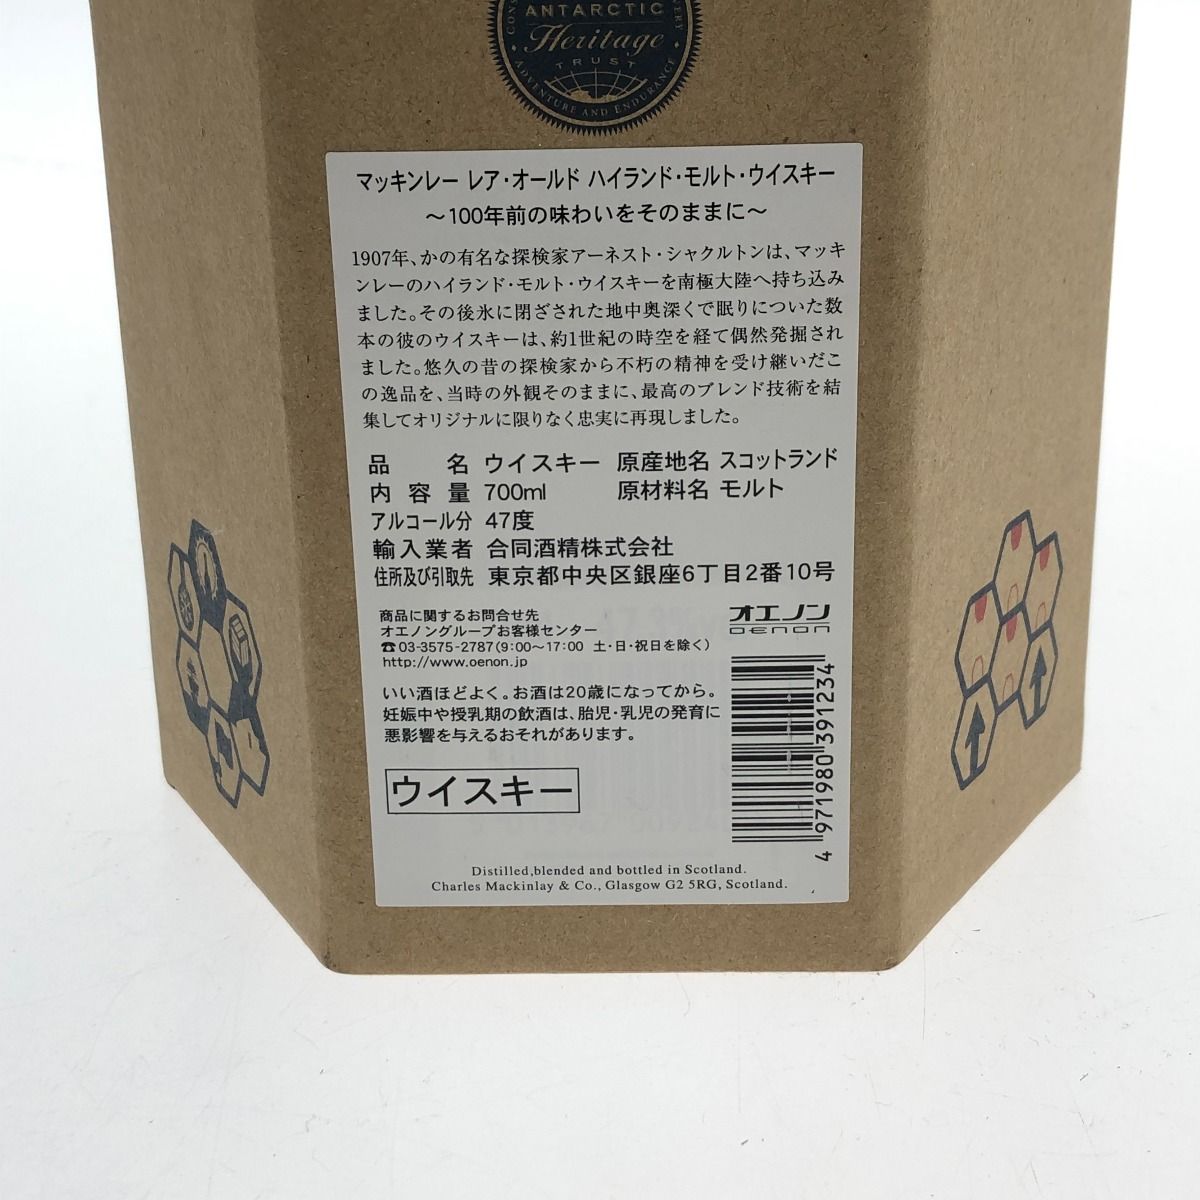 ANTARCTIC
Heritage
TRUST
ADVENTURE AND ENDURANCE
マッキンレー レア・オールド ハイランド・モルト・ウイスキー
～100年前の味わいをそのままに～
1907年、かの有名な探検家アーネスト・シャクルトンは、マッキ
ンレーのハイランド・モルト・ウイスキーを南極大陸へ持ち込み
ました。その後氷に閉ざされた地中奥深くで眠りについた数
本の彼のウイスキーは、約1世紀の時空を経て偶然発掘され
ました。悠久の昔の探検家から不朽の精神を受け継いだこ
の逸品を、当時の外観そのままに、最高のブレンド技術を結
集してオリジナルに限りなく忠実に再現しました。
品 名 ウイスキー 原産地名 スコットランド
内容量 700ml 原材料名 モルト
アルコール分 47度
輸入業者 合同酒精株式会社
住所及び引取先 東京都中央区銀座6丁目2番10号
商品に関するお問合せ先
オエノングループお客様センター
☎03-3575-2787(9:00〜17:00 土・日・祝日を除く)
http://www.oenon.jp
オエノン
OENON
いい酒ほどよく。お酒は20歳になってから。
妊娠中や授乳期の飲酒は、胎児・乳児の発育に
悪影響を与えるおそれがあります。
ウイスキー
4 971980 391234
Distilled,blended and bottled in Scotland.
Charles Mackinlay & Co., Glasgow G2 5RG, Scotland.